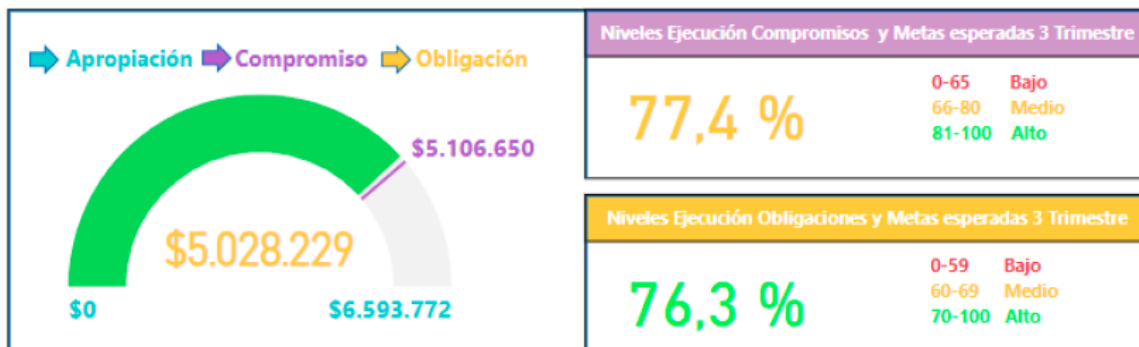 Apropiación Compromiso Obligación
$5.106.650
$5.028.229
$0 $6.593.772
Niveles Ejecución Compromisos y Metas esperadas 3 Trimestre
77,4 %
0-65 Bajo
66-80 Medio
81-100 Alto
Niveles Ejecución Obligaciones y Metas esperadas 3 Trimestre
76,3 %
0-59 Bajo
60-69 Medio
70-100 Alto